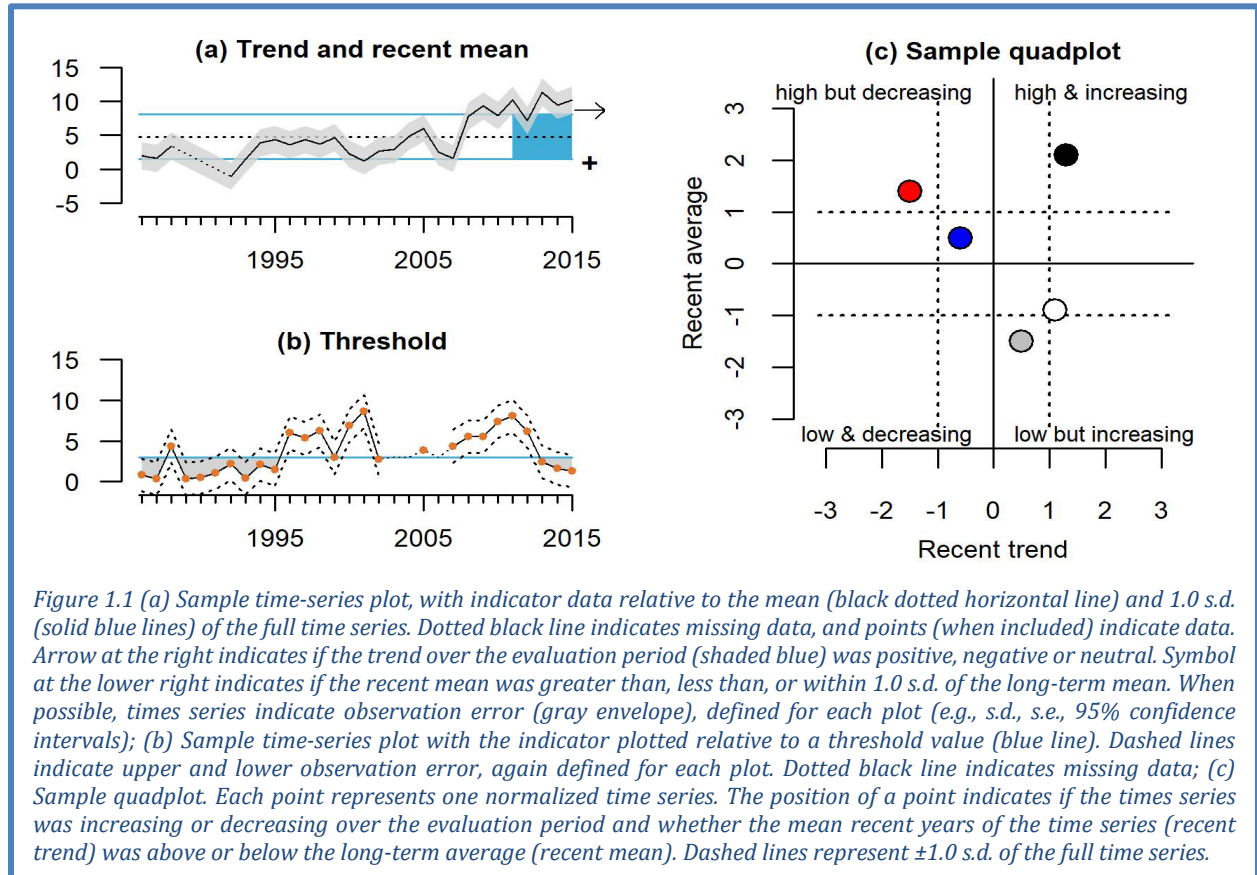 (a) Trend and recent mean
15
10
5
0
-5
+
1995 2005 2015
(b) Threshold
15
10
5
0
1995 2005 2015
(c) Sample quadplot
high but decreasing high & increasing
3
2
1
0
-1
-2
-3
Recent average
low & decreasing low but increasing
-3 -2 -1 0 1 2 3
Recent trend
Figure 1.1 (a) Sample time-series plot, with indicator data relative to the mean (black dotted horizontal line) and 1.0 s.d.
(solid blue lines) of the full time series. Dotted black line indicates missing data, and points (when included) indicate data.
Arrow at the right indicates if the trend over the evaluation period (shaded blue) was positive, negative or neutral. Symbol
at the lower right indicates if the recent mean was greater than, less than, or within 1.0 s.d. of the long-term mean. When
possible, times series indicate observation error (gray envelope), defined for each plot (e.g., s.d., s.e., 95% confidence
intervals); (b) Sample time-series plot with the indicator plotted relative to a threshold value (blue line). Dashed lines
indicate upper and lower observation error, again defined for each plot. Dotted black line indicates missing data; (c)
Sample quadplot. Each point represents one normalized time series. The position of a point indicates if the times series
was increasing or decreasing over the evaluation period and whether the mean recent years of the time series (recent
trend) was above or below the long-term average (recent mean). Dashed lines represent ±1.0 s.d. of the full time series.